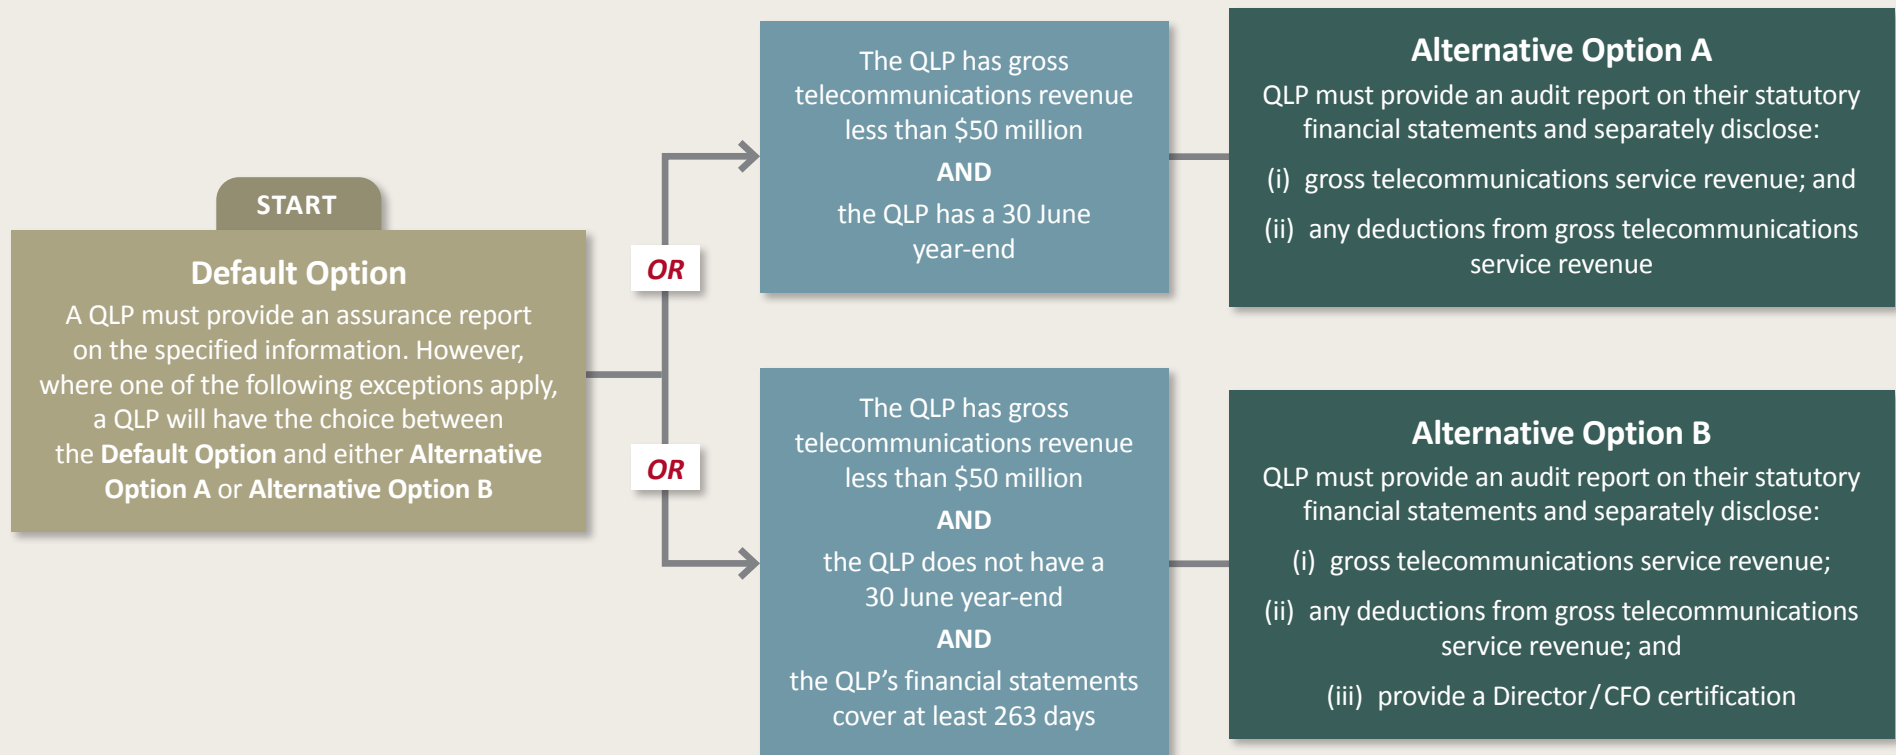 START
Default Option
A QLP must provide an assurance report
on the specified information. However,
where one of the following exceptions apply,
a QLP will have the choice between
the Default Option and either Alternative
Option A or Alternative Option B
OR
OR
The QLP has gross
telecommunications revenue
less than $50 million
AND
the QLP has a 30 June
year-end
Alternative Option A
QLP must provide an audit report on their statutory
financial statements and separately disclose:
(i) gross telecommunications service revenue; and
(ii) any deductions from gross telecommunications
service revenue
The QLP has gross
telecommunications revenue
less than $50 million
AND
the QLP does not have a
30 June year-end
AND
the QLP’s financial statements
cover at least 263 days
Alternative Option B
QLP must provide an audit report on their statutory
financial statements and separately disclose:
(i) gross telecommunications service revenue;
(ii) any deductions from gross telecommunications
service revenue; and
(iii) provide a Director / CFO certification